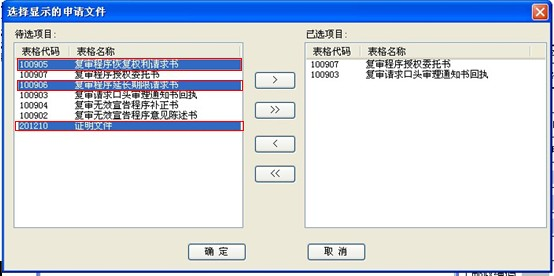 选择显示的申请文件
待选项目:
已选项目:
表格代码 表格名称
100905 复审程序恢复权利请求书
100907 复审程序授权委托书
100906 复审程序延长期限请求书
100903 复审请求口头审理通知书回执
100904 复审无效宣告程序补正书
100902 复审无效宣告程序意见陈述书
201210 证明文件
>
>>
<
<<
表格代码 表格名称
100907 复审程序授权委托书
100903 复审请求口头审理通知书回执
确 定
取 消